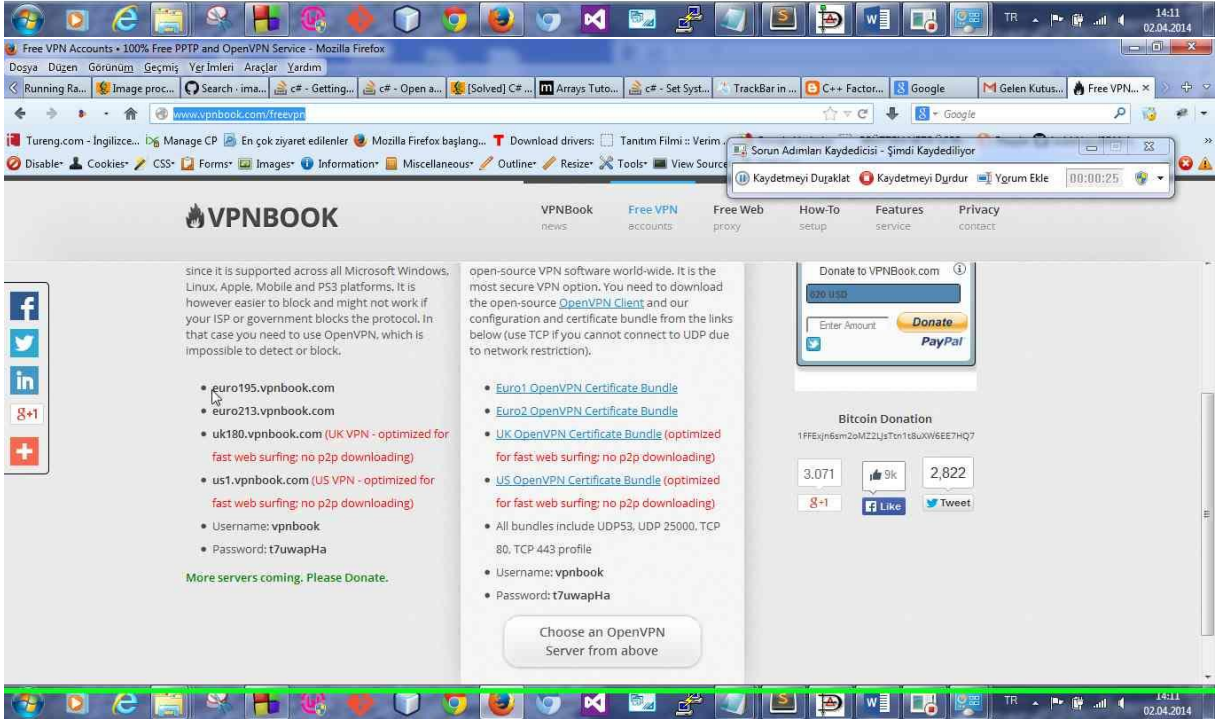 TR
14:11
02.04.2014
Free VPN Accounts • 100% Free PPTP and OpenVPN Service - Mozilla Firefox
Dosya Düzen Görünüm Geçmiş Yer İmleri Araçlar Yardım
Running Ra... Image proc... Search · ima... c# - Getting... c# - Open a... [Solved] C# ... Arrays Tuto... c# - Set Syst... TrackBar in ... C++ Factor... Google Gelen Kutus... Free VPN...
www.vpnbook.com/freevpn
Google
Tureng.com - İngilizce... Manage CP En çok ziyaret edilenler Mozilla Firefox başlang... Download drivers: Tanıtım Filmi :: Verim
Disable Cookies CSS Forms Images Information Miscellaneous Outline Resize Tools View Source
Sorun Adımları Kaydedicisi - Şimdi Kaydediliyor
Kaydetmeyi Duraklat Kaydetmeyi Durdur Yorum Ekle 00:00:25
VPNBOOK
VPNBook Free VPN Free Web How-To Features Privacy
news accounts proxy setup service contact
since it is supported across all Microsoft Windows,
Linux, Apple, Mobile and PS3 platforms. It is
however easier to block and might not work if
your ISP or government blocks the protocol. In
that case you need to use OpenVPN, which is
impossible to detect or block.
euro195.vpnbook.com
euro213.vpnbook.com
uk180.vpnbook.com (UK VPN - optimized for
fast web surfing; no p2p downloading)
us1.vpnbook.com (US VPN - optimized for
fast web surfing; no p2p downloading)
Username: vpnbook
Password: t7uwapHa
More servers coming. Please Donate.
open-source VPN software world-wide. It is the
most secure VPN option. You need to download
the open-source OpenVPN Client and our
configuration and certificate bundle from the links
below (use TCP if you cannot connect to UDP due
to network restriction).
Euro1 OpenVPN Certificate Bundle
Euro2 OpenVPN Certificate Bundle
UK OpenVPN Certificate Bundle (optimized
for fast web surfing; no p2p downloading)
US OpenVPN Certificate Bundle (optimized
for fast web surfing; no p2p downloading)
All bundles include UDP53, UDP 25000, TCP
80, TCP 443 profile
Username: vpnbook
Password: t7uwapHa
Choose an OpenVPN
Server from above
Donate to VPNBook.com
020 USD
Enter Amount Donate
PayPal
Bitcoin Donation
3,071 9k 2,822
g+1 Like Tweet
g+1
TR
14:11
02.04.2014